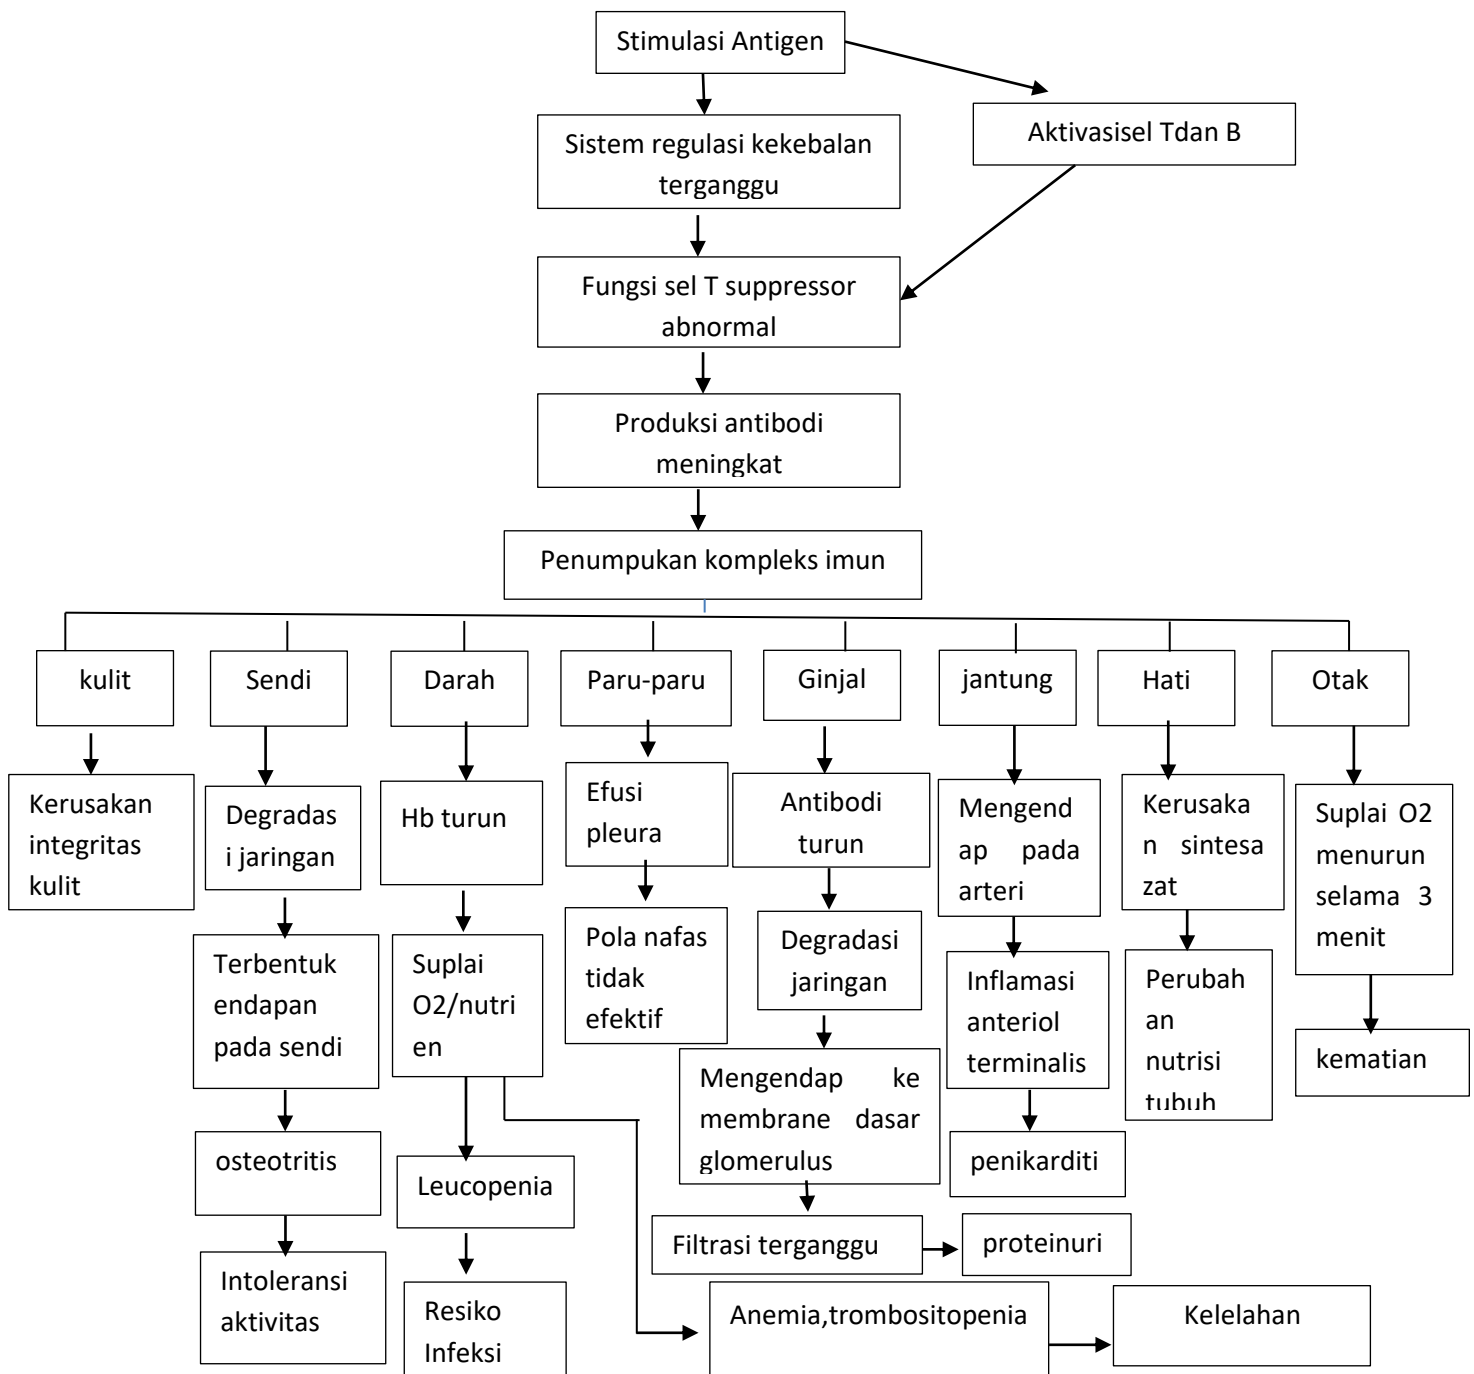 Stimulasi Antigen
Aktivasisel Tdan B
Sistem regulasi kekebalan
terganggu
Fungsi sel T suppressor
abnormal
Produksi antibodi
meningkat
Penumpukan kompleks imun
kulit
Sendi
Darah
Paru-paru
Ginjal
jantung
Hati
Otak
Kerusakan
integritas
kulit
Degradas
i jaringan
Hb turun
Efusi
pleura
Antibodi
turun
Mengend
ap pada
arteri
Kerusaka
n sintesa
zat
Suplai O2
menurun
selama 3
menit
Terbentuk
endapan
pada sendi
Suplai
O2/nutri
en
Pola nafas
tidak
efektif
Degradasi
jaringan
Inflamasi
anteriol
terminalis
Perubah
an
nutrisi
tubuh
kematian
Mengendap ke
membrane dasar
glomerulus
osteotritis
Leucopenia
penikarditi
Filtrasi terganggu
proteinuri
Intoleransi
aktivitas
Resiko
Infeksi
Anemia,trombositopenia
Kelelahan